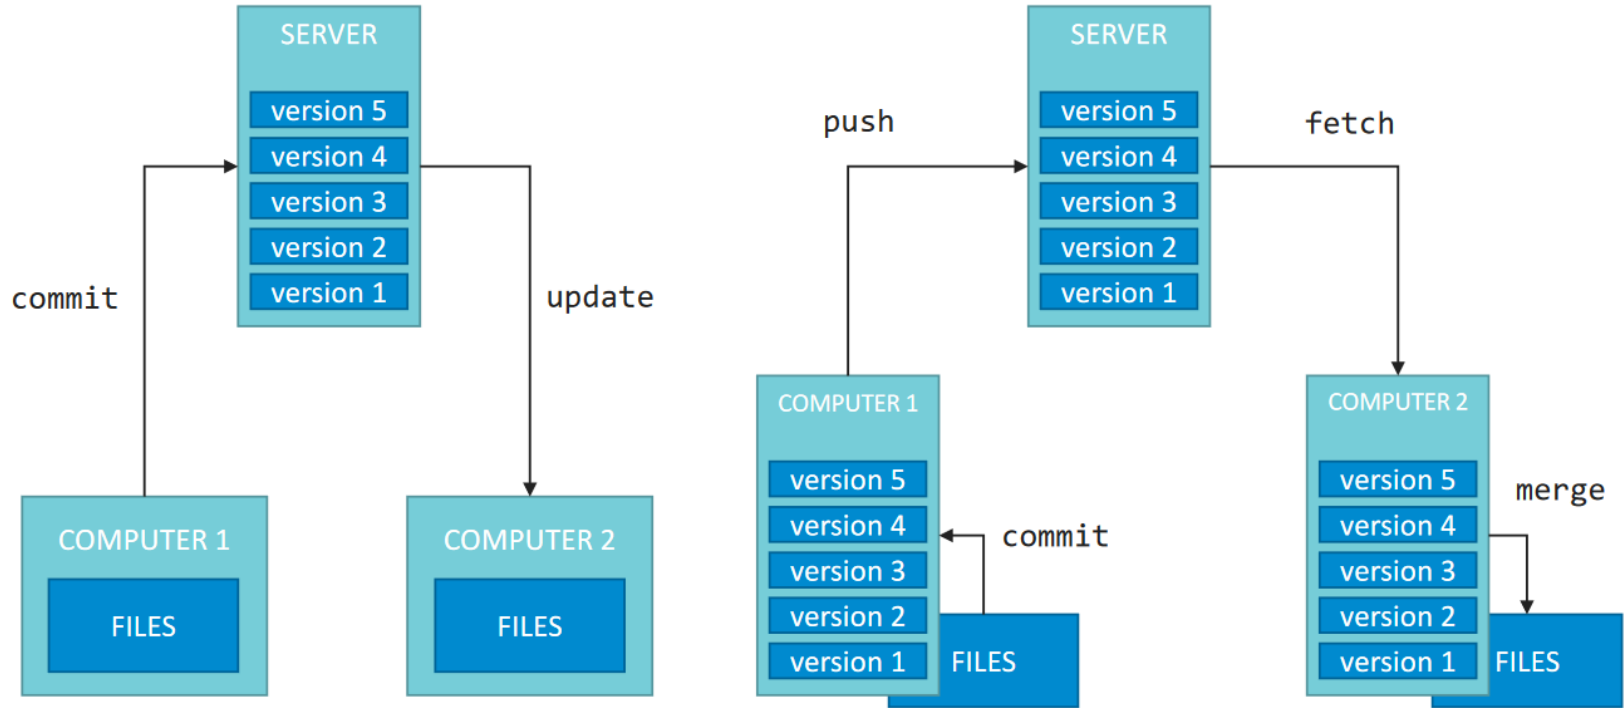 SERVER
version 5
version 4
version 3
version 2
version 1
commit
update
COMPUTER 1
FILES
COMPUTER 2
FILES
SERVER
version 5
version 4
version 3
version 2
version 1
push
fetch
COMPUTER 1
version 5
version 4
version 3
version 2
version 1
commit
FILES
COMPUTER 2
version 5
version 4
version 3
version 2
version 1
merge
FILES